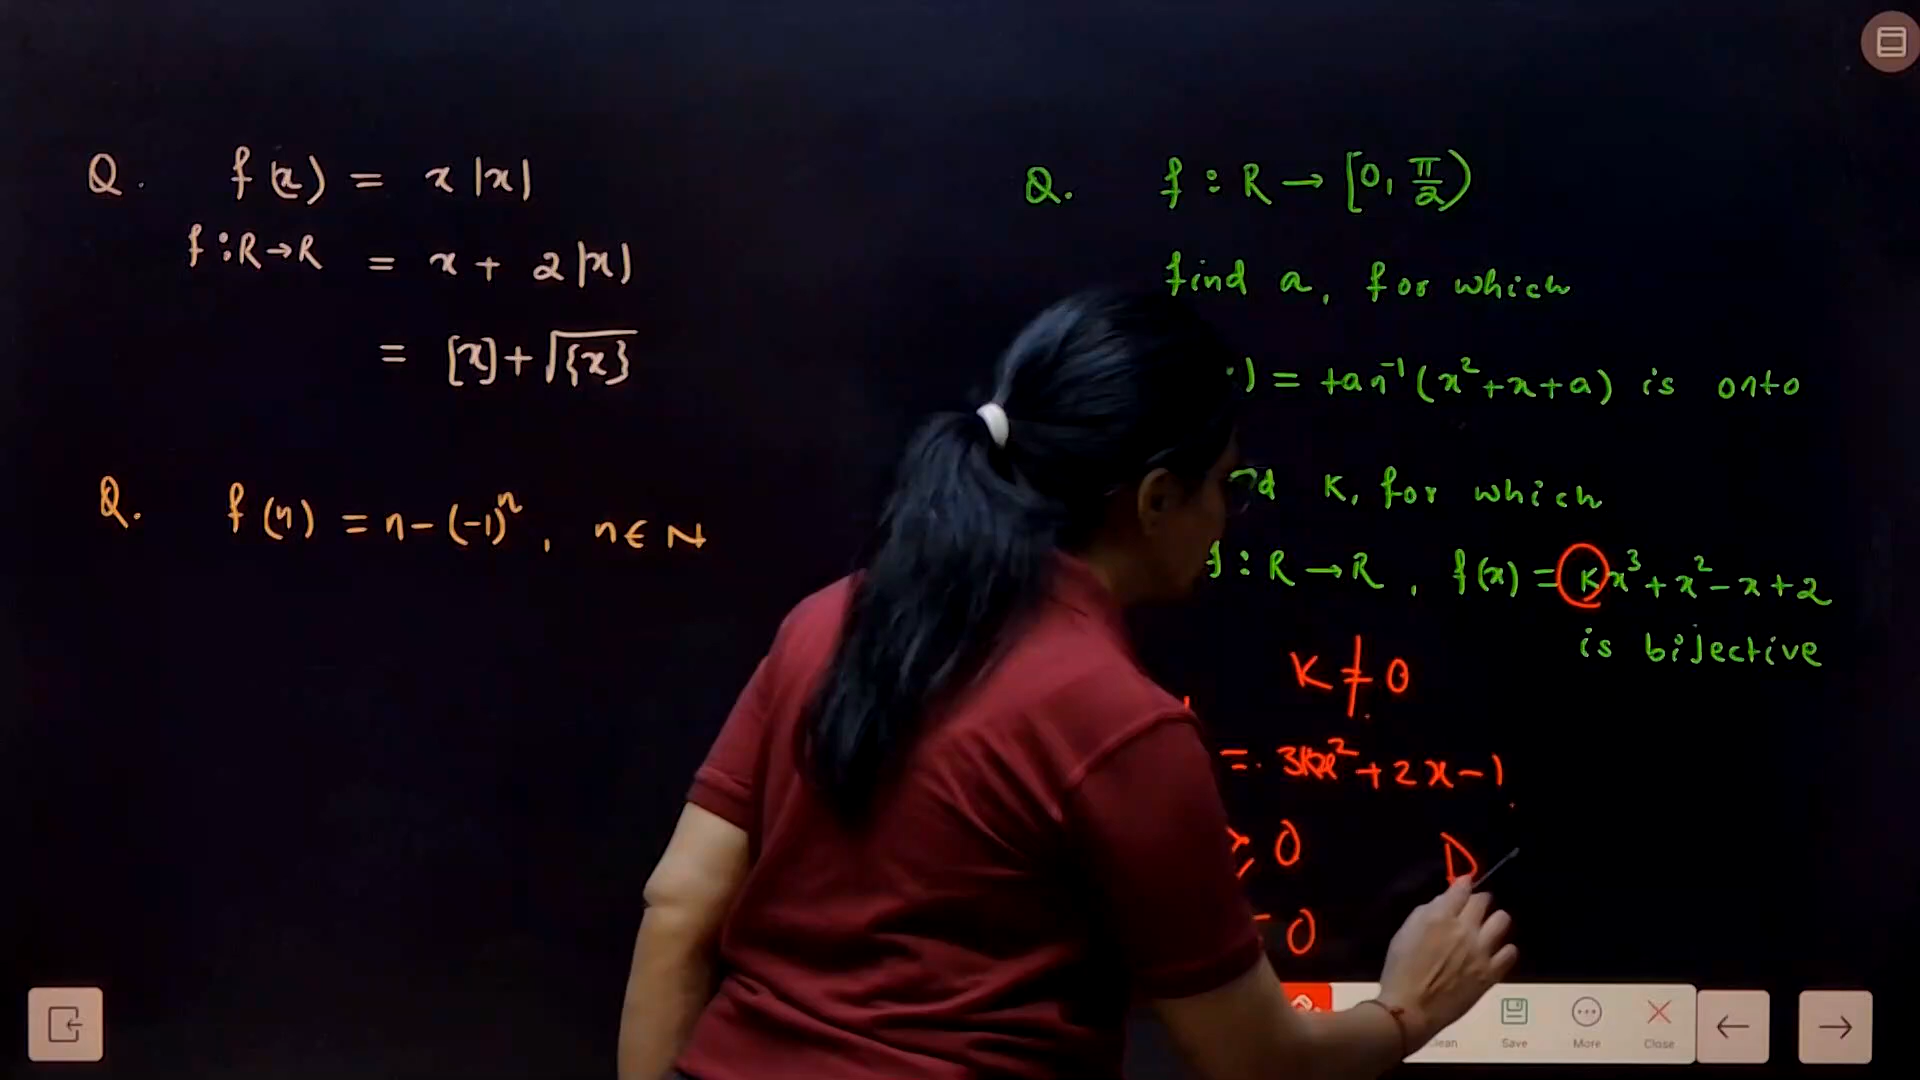 Q. f(x) = x|x|
f:R→R = x + 2|x|
= [x]+√{x}
Q. f(n) = n-(-1)ⁿ, n∈N
Q. f : R → [0, π/2)
find a, for which
) = tan⁻¹(x²+x+a) is onto
K, for which
f : R → R, f(x) = Kx³+x²-x+2
is bijective
K ≠ 0
= 3Kx²+2x-1
≥ 0 D
0
Save More Close